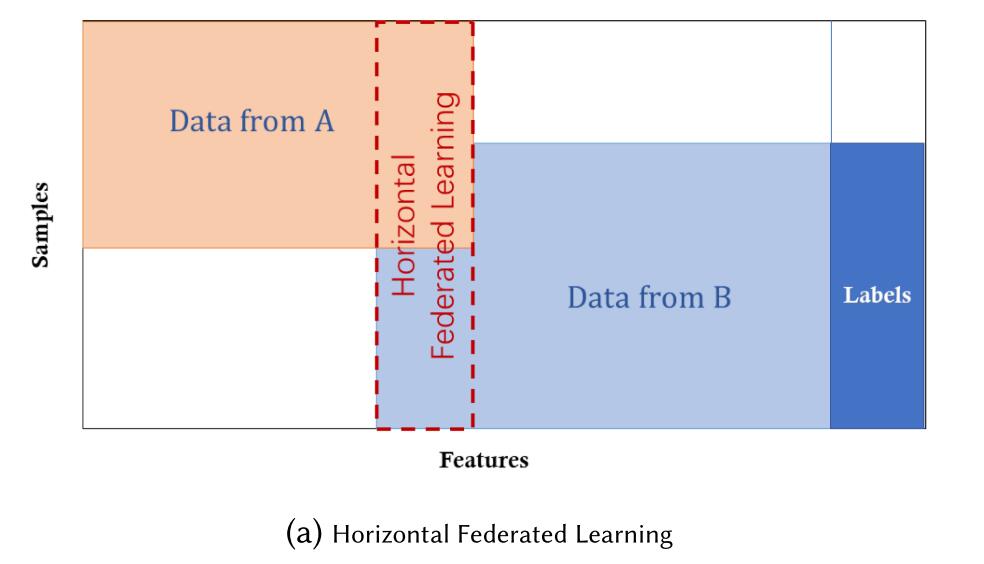 Data from A
Horizontal
Federated Learning
Samples
Data from B
Labels
Features
(a) Horizontal Federated Learning